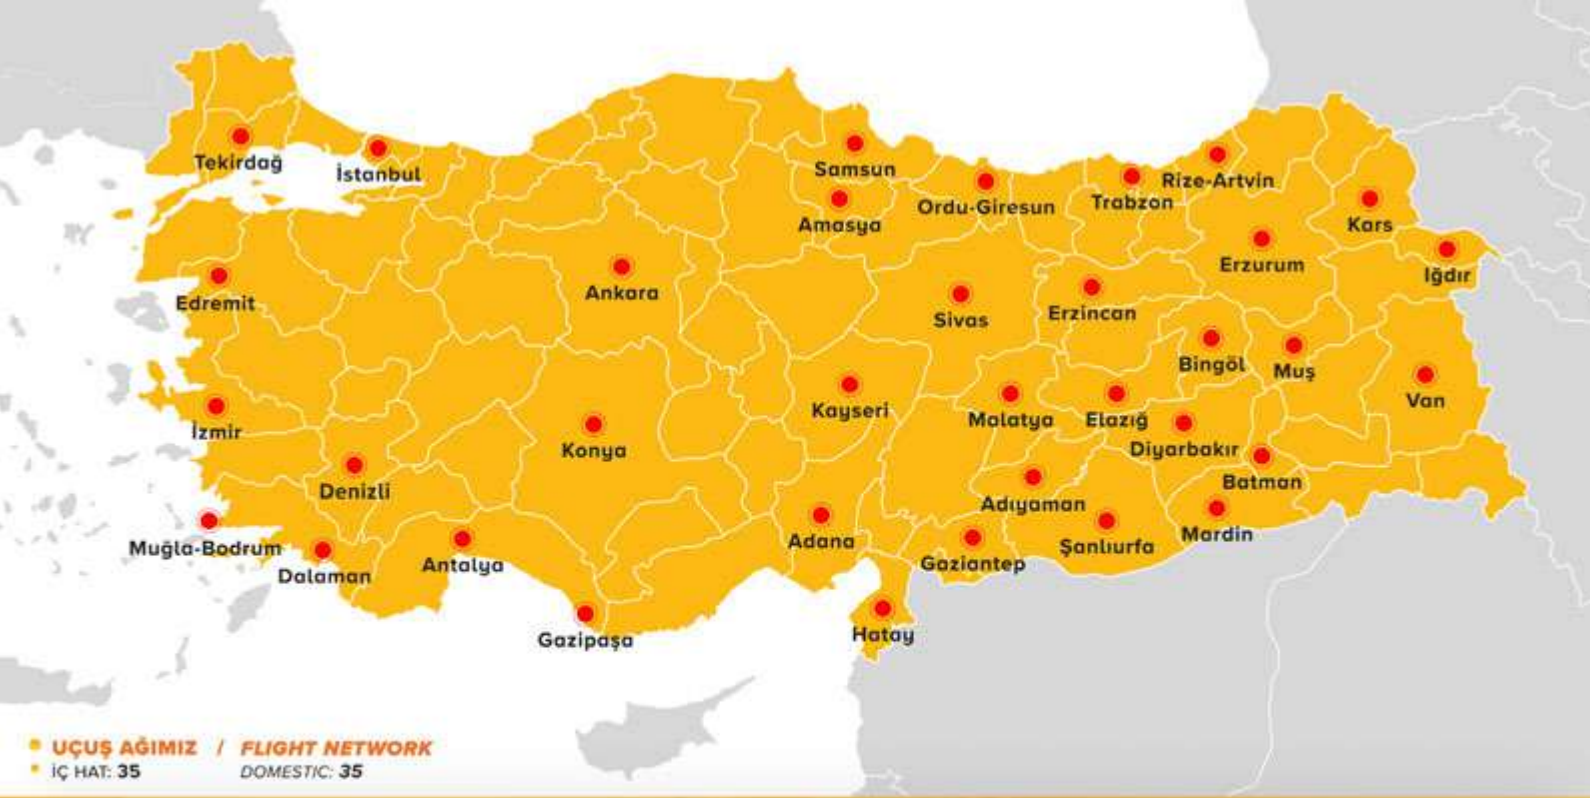 Tekirdağ
İstanbul
Samsun
Amasya
Ordu-Giresun
Trabzon
Rize-Artvin
Kars
Iğdır
Erzurum
Edremit
Ankara
Sivas
Erzincan
Bingöl
Muş
Van
İzmir
Kayseri
Malatya
Elazığ
Diyarbakır
Konya
Denizli
Adıyaman
Batman
Mardin
Muğla-Bodrum
Dalaman
Antalya
Adana
Gaziantep
Şanlıurfa
Gazipaşa
Hatay
UÇUŞ AĞIMIZ / FLIGHT NETWORK
İÇ HAT: 35 DOMESTIC: 35